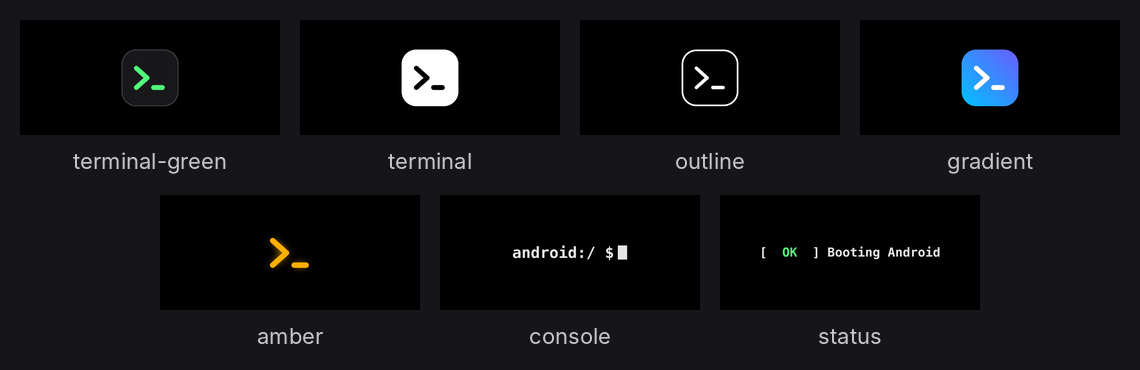 >_ >_ >_ >_
terminal-green terminal outline gradient
>_ android:/ $ [ OK ] Booting Android
amber console status